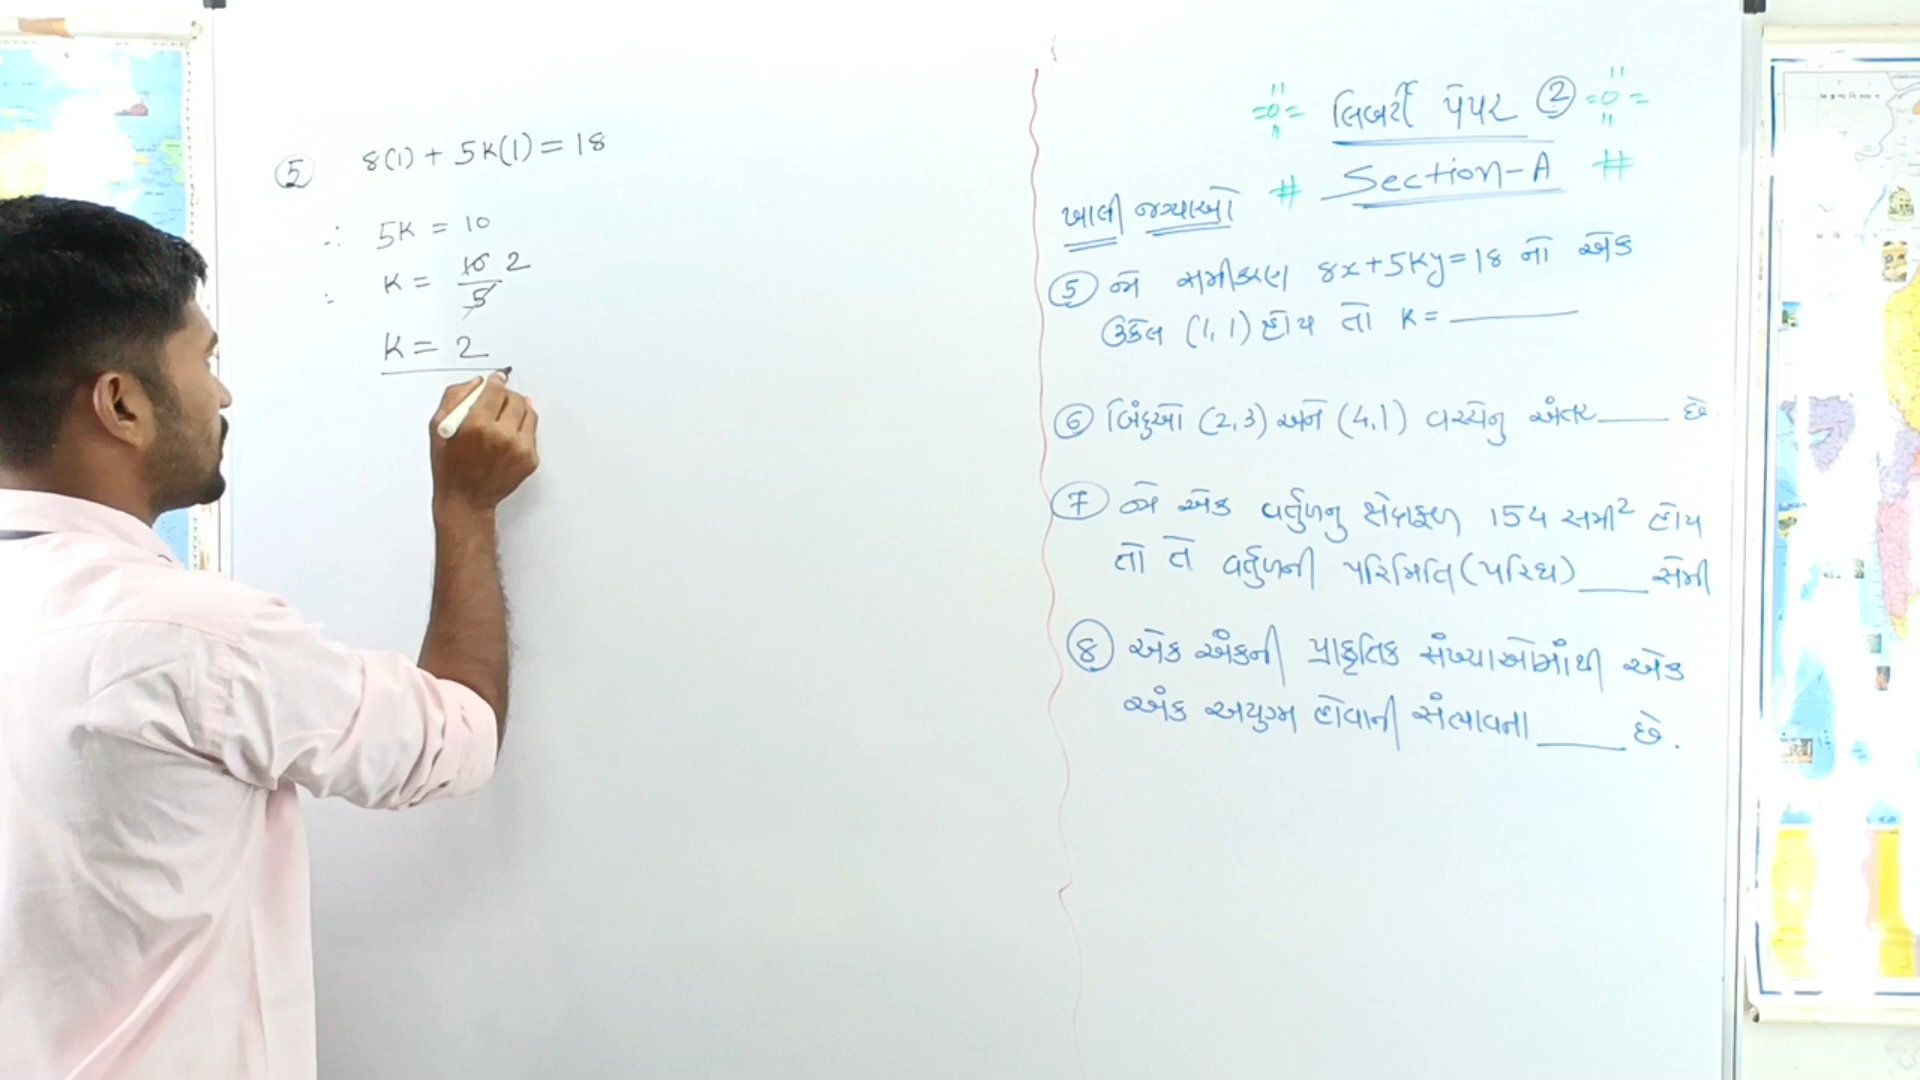 ⑤ 8(1) + 5K(1) = 18
∴ 5K = 10
∴ K = 10/5 2
K = 2
લિબર્ટી પેપર ②
# Section-A #
ખાલી જગ્યાઓ
⑤ જો સમીકરણ 8x+5Ky=18 નો એક
ઉકેલ (1,1) હોય તો K= ______
⑥ બિંદુઓ (2,3) અને (4,1) વચ્ચેનુ અંતર ____ છે
⑦ જો એક વર્તુળનુ ક્ષેત્રફળ 154 સેમી² હોય
તો તે વર્તુળની પરિમિતિ(પરિઘ) ____ સેમી
⑧ એક અંકની પ્રાકૃતિક સંખ્યાઓમાંથી એક
અંક અયુગ્મ હોવાની સંભાવના ____ છે.